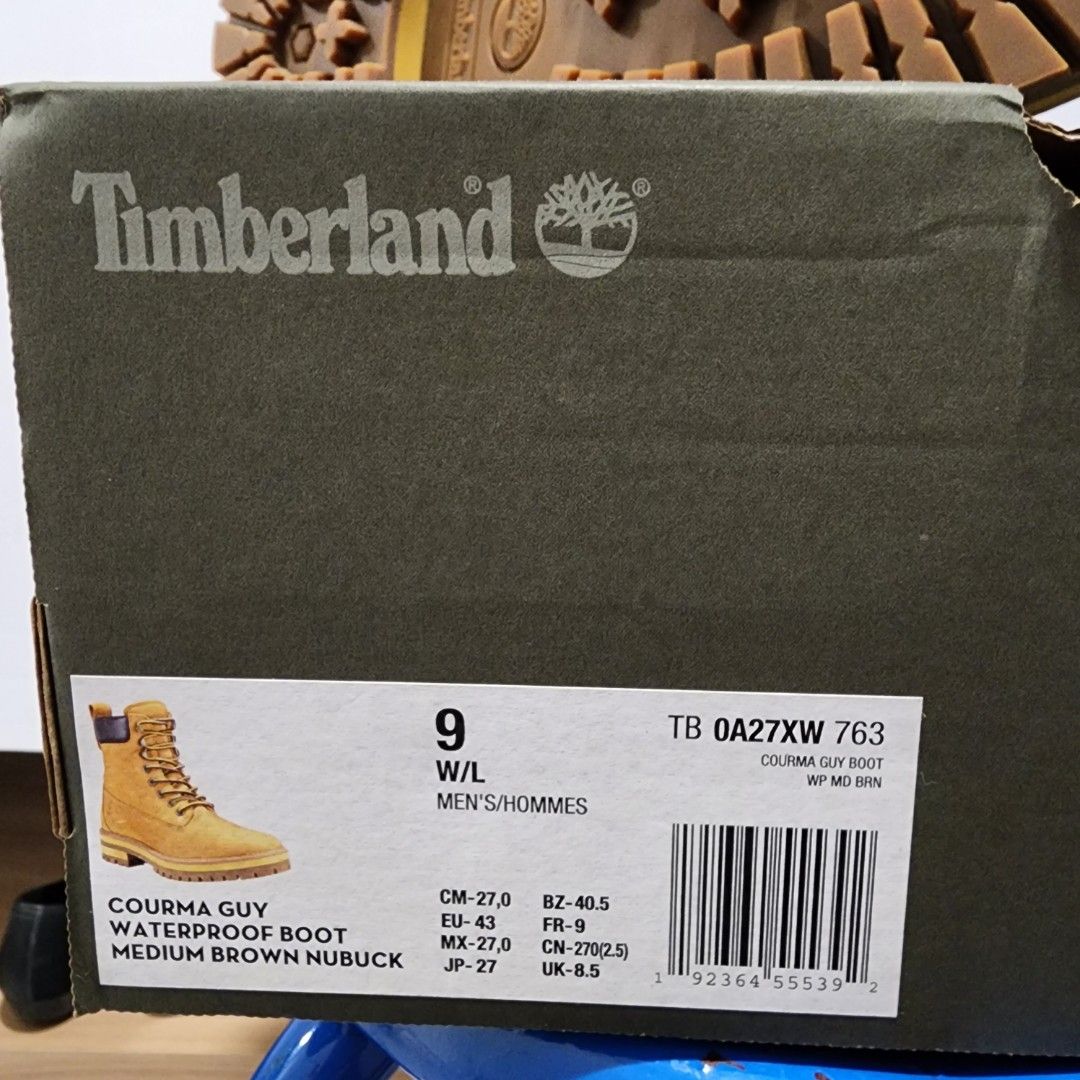 Timberland®
®
9
W/L
MEN'S/HOMMES
TB 0A27XW 763
COURMA GUY BOOT
WP MD BRN
COURMA GUY
WATERPROOF BOOT
MEDIUM BROWN NUBUCK
CM-27,0 BZ-40.5
EU-43 FR-9
MX-27,0 CN-270(2.5)
JP-27 UK-8.5
1 92364 55539 2